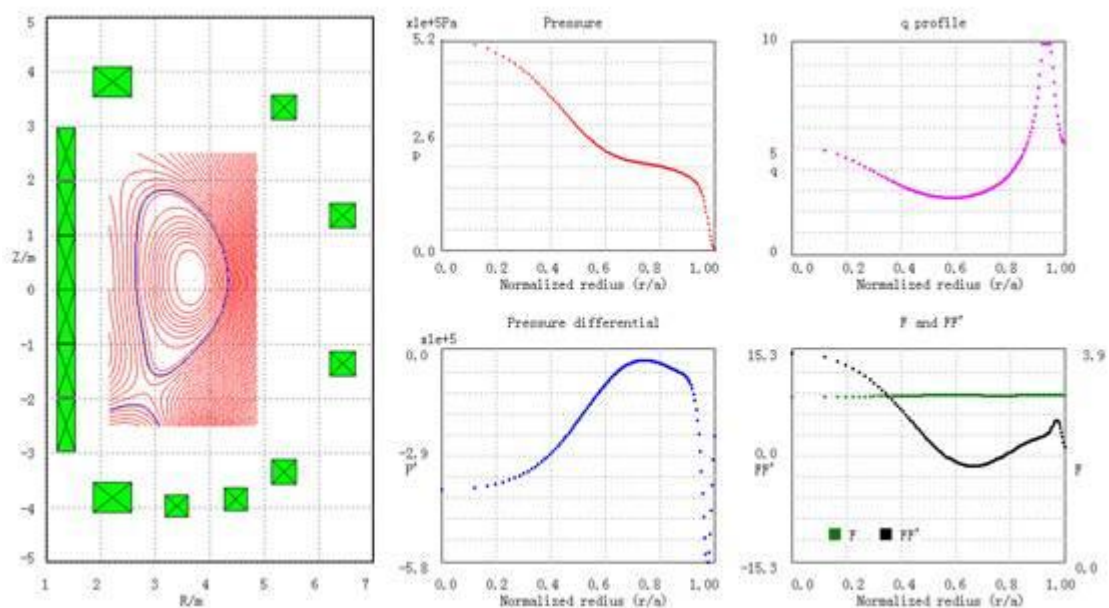 5
4
3
2
1
Z/m
0
-1
-2
-3
-4
-5
1 2 3 4 5 6 7
R/m
x1e+5Pa Pressure
5.2
2.6
P
0.0
0.0 0.2 0.4 0.6 0.8 1.00
Normalized radius (r/a)
q profile
10
5
q
0
0.0 0.2 0.4 0.6 0.8 1.00
Normalized radius (r/a)
Pressure differential
x1e+5
0.0
-2.9
P'
-5.8
0.0 0.2 0.4 0.6 0.8 1.00
Normalized radius (r/a)
F and FF'
15.3 3.9
0.0
FF' F
F FF'
-15.3 0.0
0.0 0.2 0.4 0.6 0.8 1.00
Normalized radius (r/a)